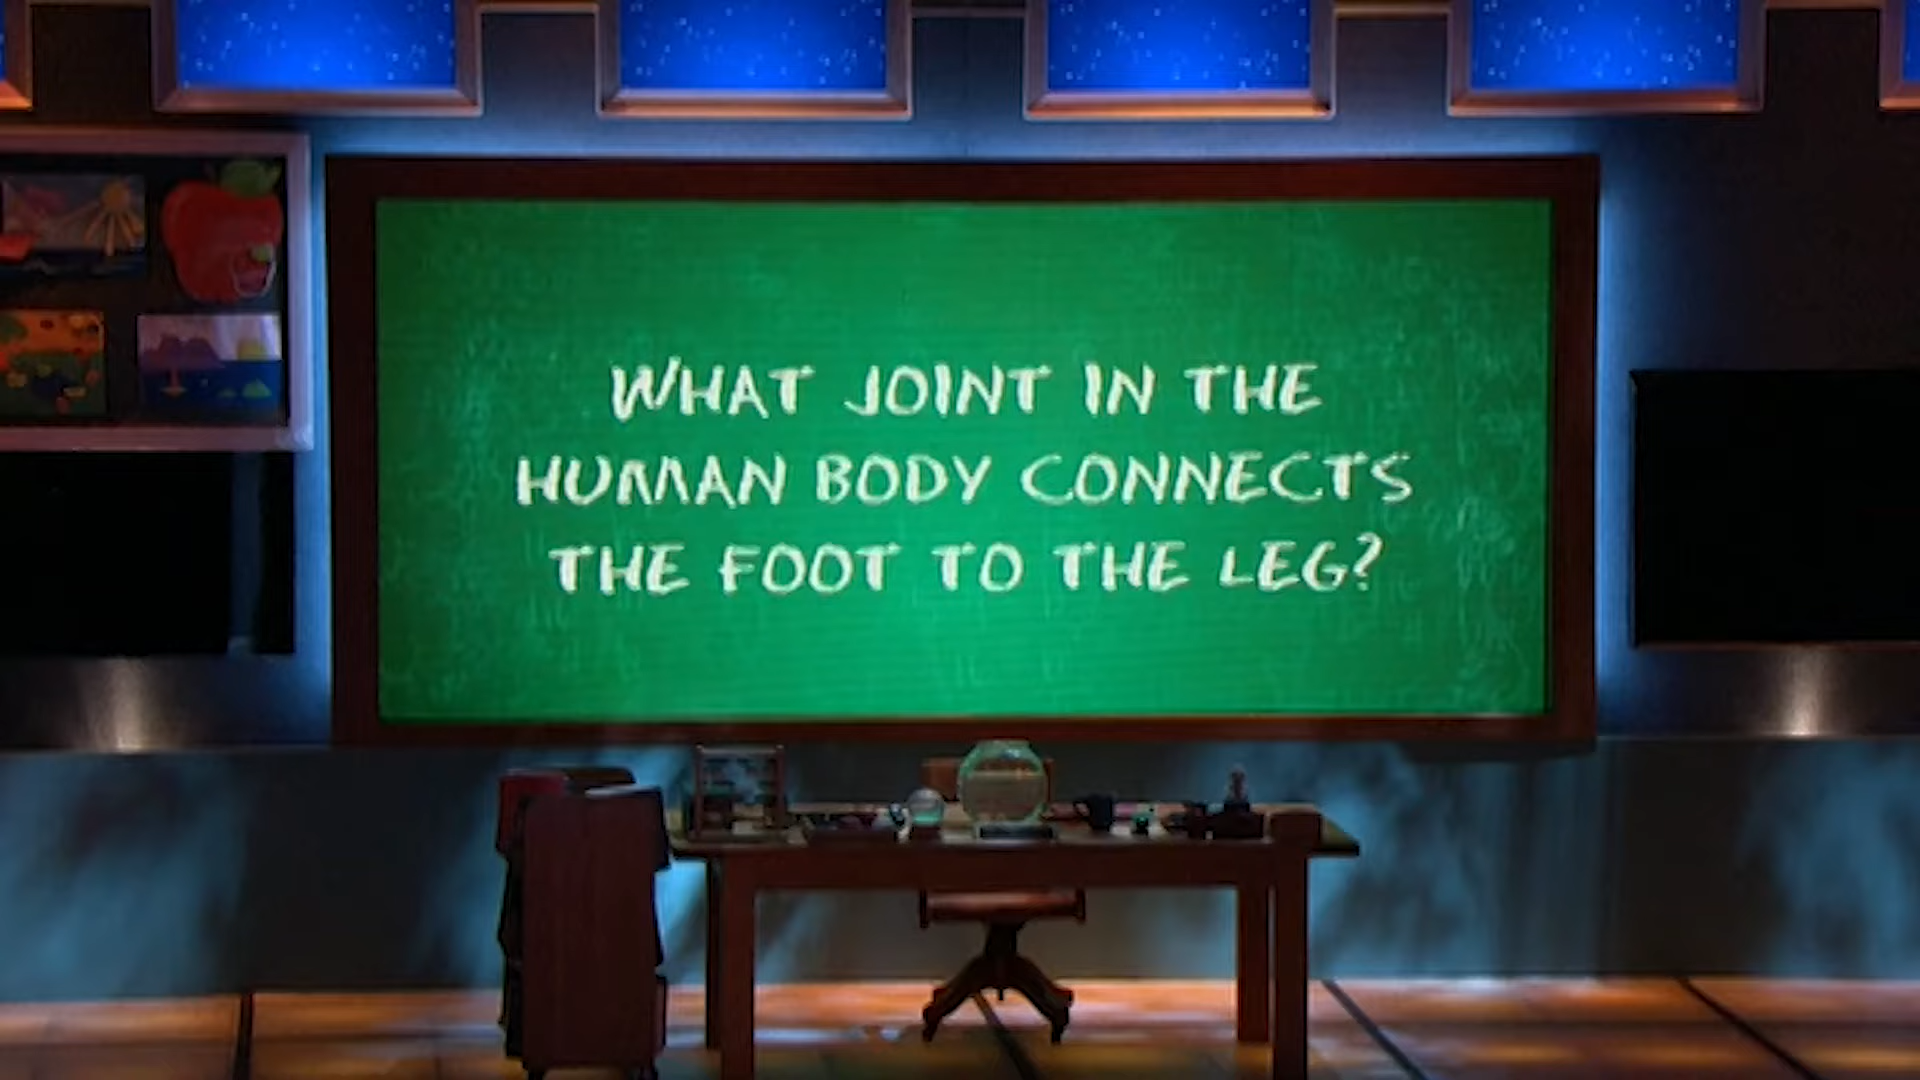 WHAT JOINT IN THE
HUMAN BODY CONNECTS
THE FOOT TO THE LEG?